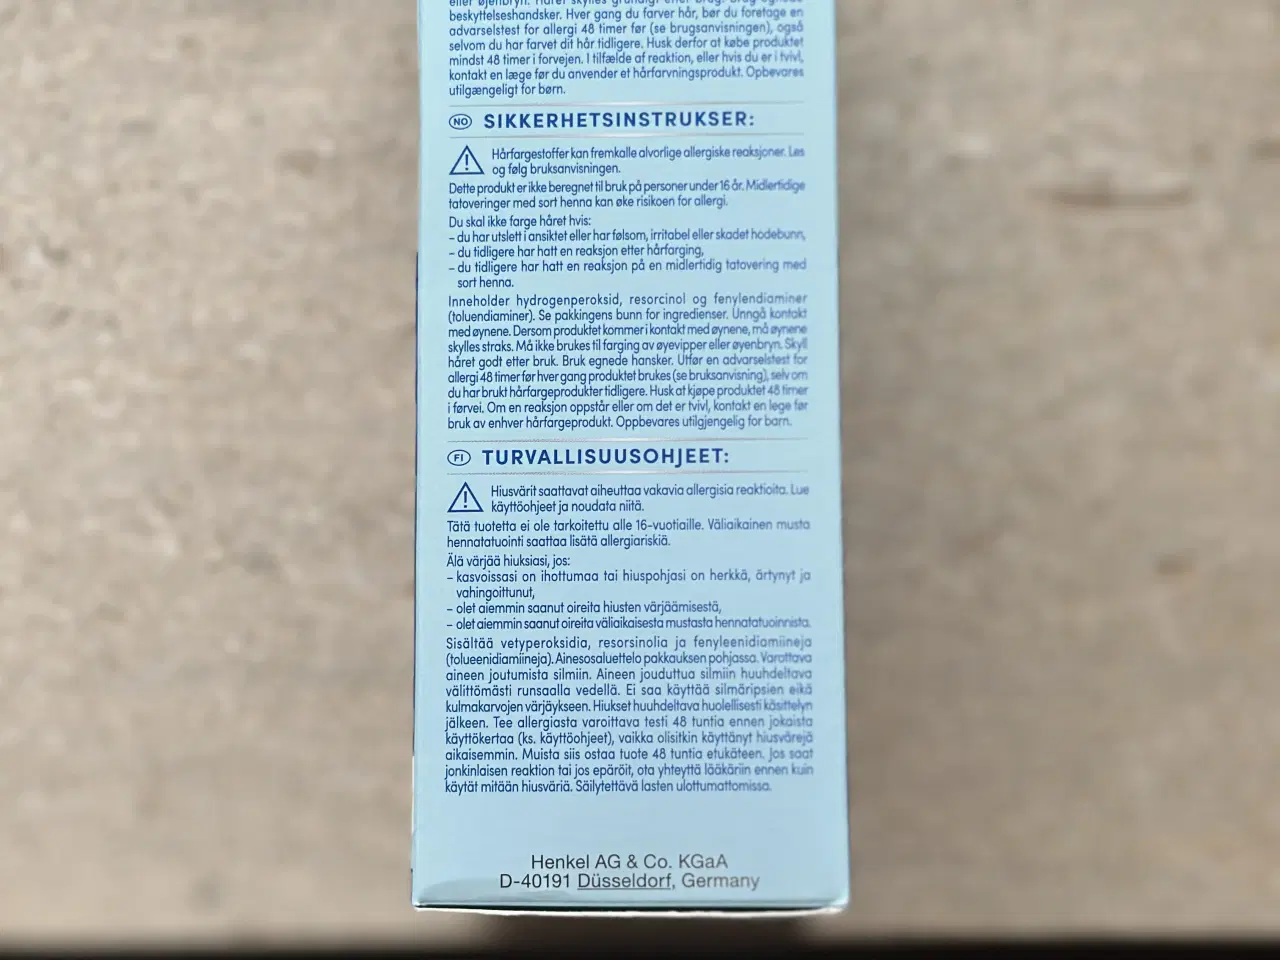 eller øjenbryn. Håret skylles grundigt efter brug. Brug egnede
beskyttelseshandsker. Hver gang du farver hår, bør du foretage en
advarselstest for allergi 48 timer før (se brugsanvisningen), også
selvom du har farvet dit hår tidligere. Husk derfor at købe produktet
mindst 48 timer i forvejen. I tilfælde af reaktion, eller hvis du er i tvivl,
kontakt en læge før du anvender et hårfarvningsprodukt. Opbevares
utilgængeligt for børn.
NO SIKKERHETSINSTRUKSER:
Hårfargestoffer kan fremkalle alvorlige allergiske reaksjoner. Les
og følg bruksanvisningen.
Dette produkt er ikke beregnet til bruk på personer under 16 år. Midlertidige
tatoveringer med sort henna kan øke risikoen for allergi.
Du skal ikke farge håret hvis:
– du har utslett i ansiktet eller har følsom, irritabel eller skadet hodebunn,
– du tidligere har hatt en reaksjon etter hårfarging,
– du tidligere har hatt en reaksjon på en midlertidig tatovering med
sort henna.
Inneholder hydrogenperoksid, resorcinol og fenylendiaminer
(toluendiaminer). Se pakkingens bunn for ingredienser. Unngå kontakt
med øynene. Dersom produktet kommer i kontakt med øynene, må øynene
skylles straks. Må ikke brukes til farging av øyevipper eller øyenbryn. Skyll
håret godt etter bruk. Bruk egnede hansker. Utfør en advarselstest for
allergi 48 timer før hver gang produktet brukes (se bruksanvisning), selv om
du har brukt hårfargeprodukter tidligere. Husk at kjøpe produktet 48 timer
i førvei. Om en reaksjon oppstår eller om det er tvivl, kontakt en lege før
bruk av enhver hårfargeprodukt. Oppbevares utilgjengelig for barn.
FI TURVALLISUUSOHJEET:
Hiusvärit saattavat aiheuttaa vakavia allergisia reaktioita. Lue
käyttöohjeet ja noudata niitä.
Tätä tuotetta ei ole tarkoitettu alle 16-vuotiaille. Väliaikainen musta
hennatatuointi saattaa lisätä allergiariskiä.
Älä värjää hiuksiasi, jos:
– kasvoissasi on ihottumaa tai hiuspohjasi on herkkä, ärtynyt ja
vahingoittunut,
– olet aiemmin saanut oireita hiusten värjäämisestä,
– olet aiemmin saanut oireita väliaikaisesta mustasta hennatatuoinnista.
Sisältää vetyperoksidia, resorsinolia ja fenyleenidiamiineja
(tolueenidiamiineja). Ainesosaluettelo pakkauksen pohjassa. Varottava
aineen joutumista silmiin. Aineen jouduttua silmiin huuhdeltava
välittömästi runsaalla vedellä. Ei saa käyttää silmäripsien eikä
kulmakarvojen värjäykseen. Hiukset huuhdeltava huolellisesti käsittelyn
jälkeen. Tee allergiasta varoittava testi 48 tuntia ennen jokaista
käyttökertaa (ks. käyttöohjeet), vaikka olisitkin käyttänyt hiusvärejä
aikaisemmin. Muista siis ostaa tuote 48 tuntia etukäteen. Jos saat
jonkinlaisen reaktion tai jos epäröit, ota yhteyttä lääkäriin ennen kuin
käytät mitään hiusväriä. Säilytettävä lasten ulottumattomissa.
Henkel AG & Co. KGaA
D-40191 Düsseldorf, Germany